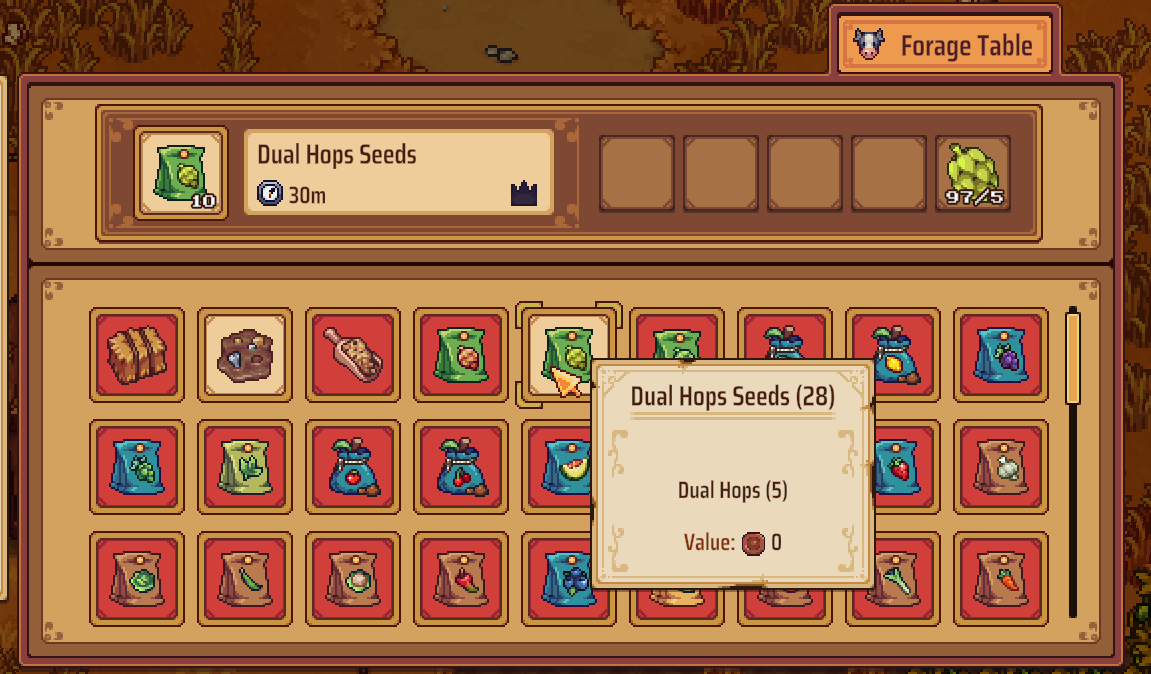 Forage Table
Dual Hops Seeds
30m
10
97/5
Dual Hops Seeds (28)
Dual Hops (5)
Value: 0